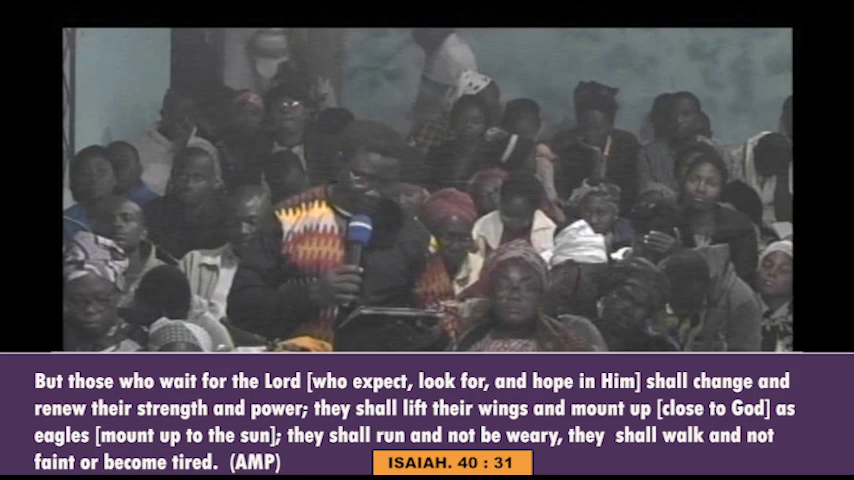 But those who wait for the Lord [who expect, look for, and hope in Him] shall change and
renew their strength and power; they shall lift their wings and mount up [close to God] as
eagles [mount up to the sun]; they shall run and not be weary, they  shall walk and not
faint or become tired.  (AMP)
ISAIAH. 40 : 31